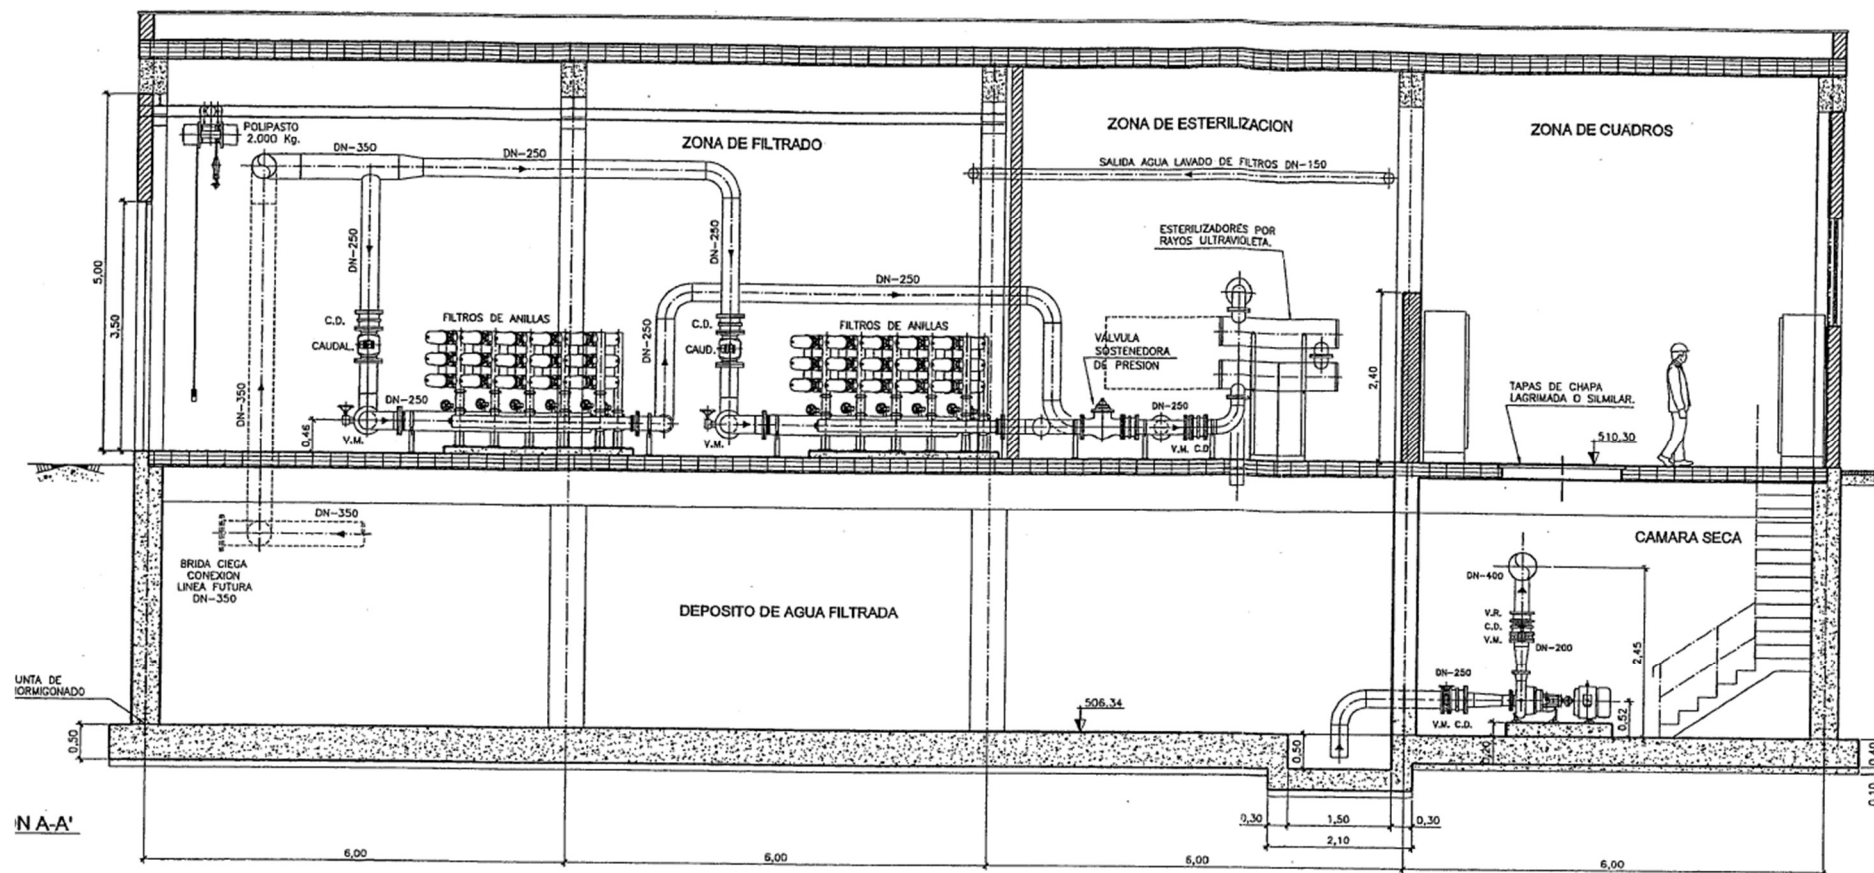 POLIPASTO
2.000 Kg.
DN-350
DN-250
ZONA DE FILTRADO
ZONA DE ESTERILIZACION
ZONA DE CUADROS
SALIDA AGUA LAVADO DE FILTROS DN-150
DN-250
DN-250
ESTERILIZADORES POR
RAYOS ULTRAVIOLETA.
5,00
3,50
DN-250
DN-350
C.D.
CAUDAL.
FILTROS DE ANILLAS
DN-250
C.D.
CAUD.
FILTROS DE ANILLAS
VALVULA
SOSTENEDORA
DE PRESION
2,40
TAPAS DE CHAPA
LAGRIMADA O SILMILAR.
DN-250
DN-250
0,46
V.M.
V.M.
V.M. C.D.
510,30
DN-350
BRIDA CIEGA
CONEXION
LINEA FUTURA
DN-350
CAMARA SECA
DN-400
DEPOSITO DE AGUA FILTRADA
V.R.
C.D.
V.M.
DN-200
2,45
UNTA DE
IORMIGONADO
DN-250
V.M. C.D.
0,52
506,34
0,50
0,50
0,20
0,40
0,10
N A-A'
0,30
1,50
0,30
2,10
6,00
6,00
6,00
6,00